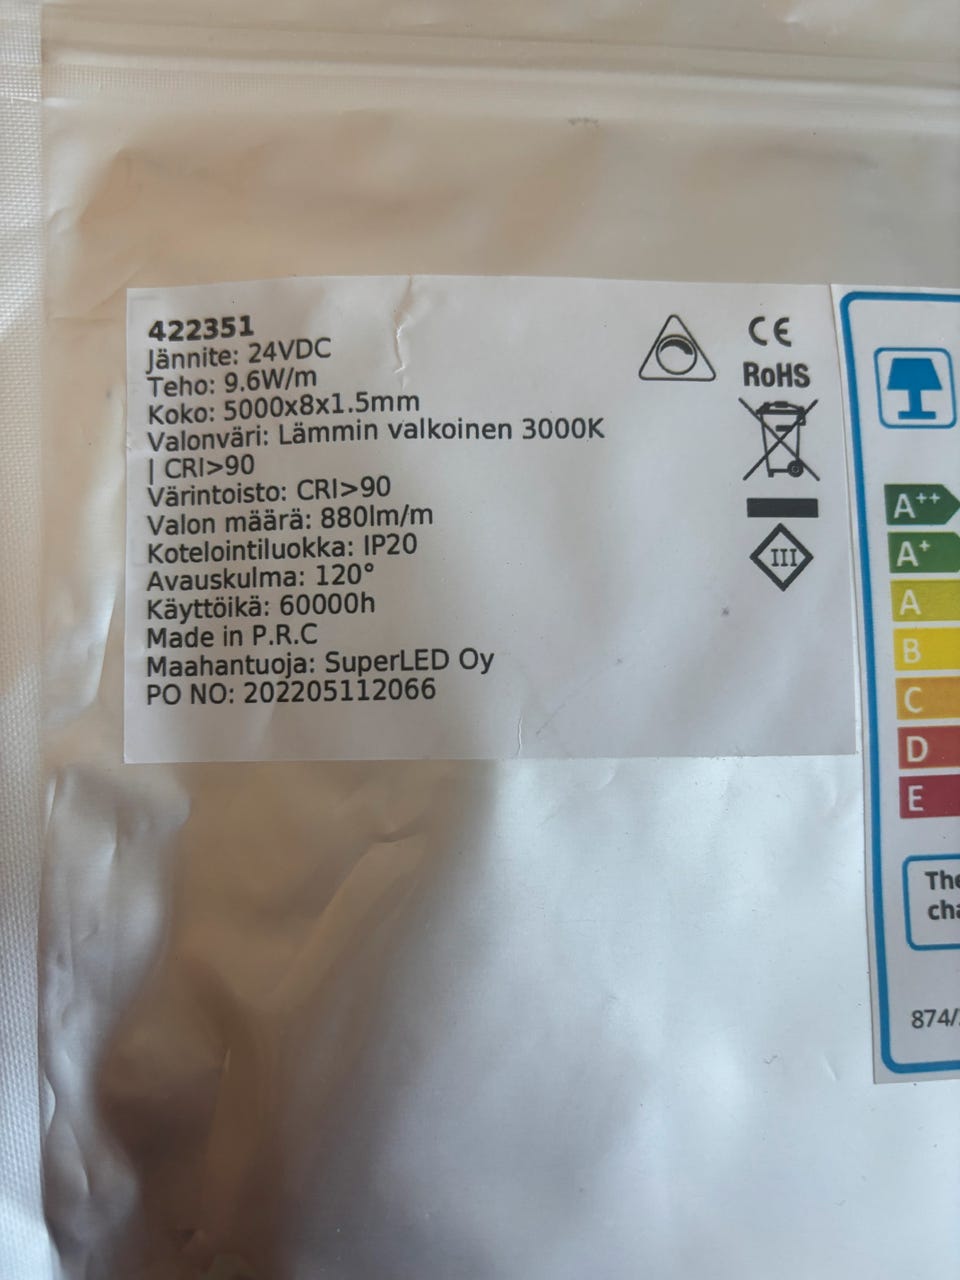 422351
Jännite: 24VDC
Teho: 9.6W/m
Koko: 5000x8x1.5mm
Valonväri: Lämmin valkoinen 3000K
| CRI>90
Värintoisto: CRI>90
Valon määrä: 880lm/m
Kotelointiluokka: IP20
Avauskulma: 120°
Käyttöikä: 60000h
Made in P.R.C
Maahantuoja: SuperLED Oy
PO NO: 202205112066
CE
RoHS
III
A++
A+
A
B
C
D
E
The
874/